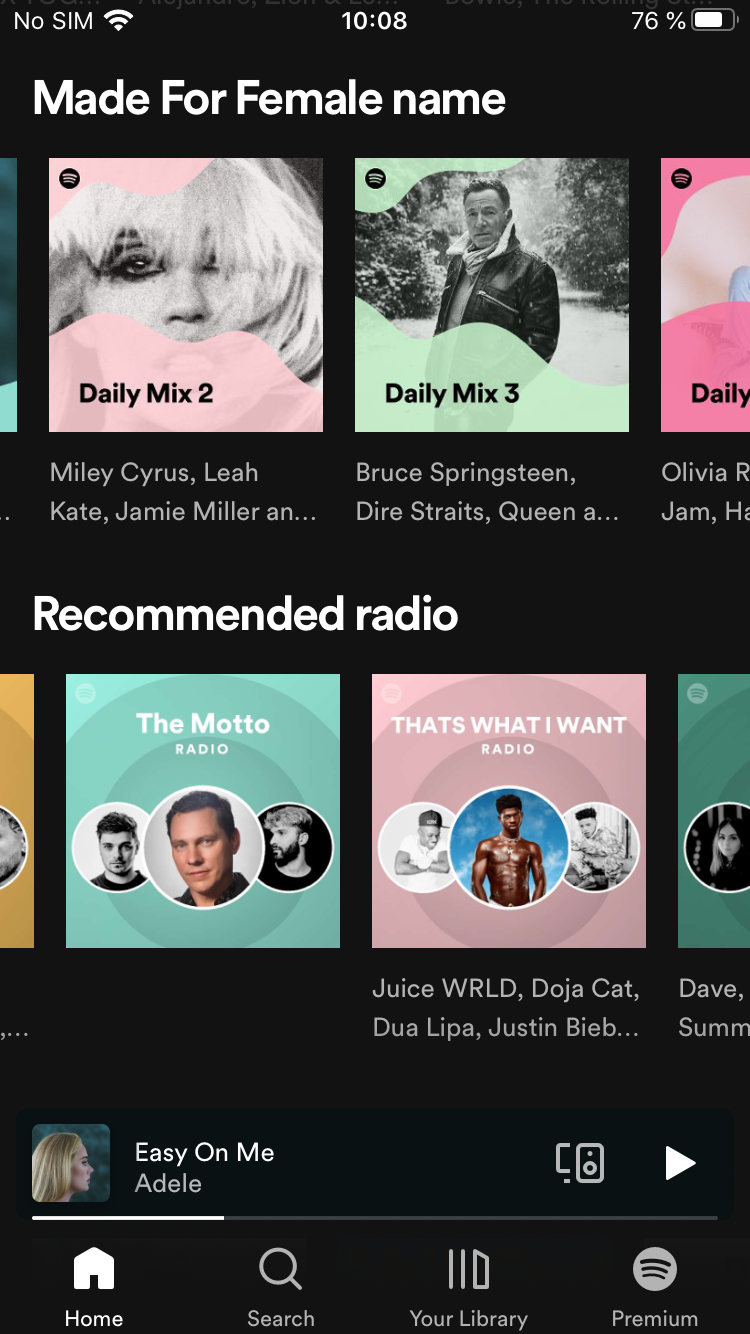 No SIM 10:08 76 %
Made For Female name
Daily Mix 2 Daily Mix 3 Daily
Miley Cyrus, Leah Bruce Springsteen, Olivia R
Kate, Jamie Miller an... Dire Straits, Queen a... Jam, Ha
Recommended radio
The Motto THATS WHAT I WANT
RADIO RADIO
Juice WRLD, Doja Cat, Dave,
,... Dua Lipa, Justin Bieb... Summ
Easy On Me
Adele
Home Search Your Library Premium